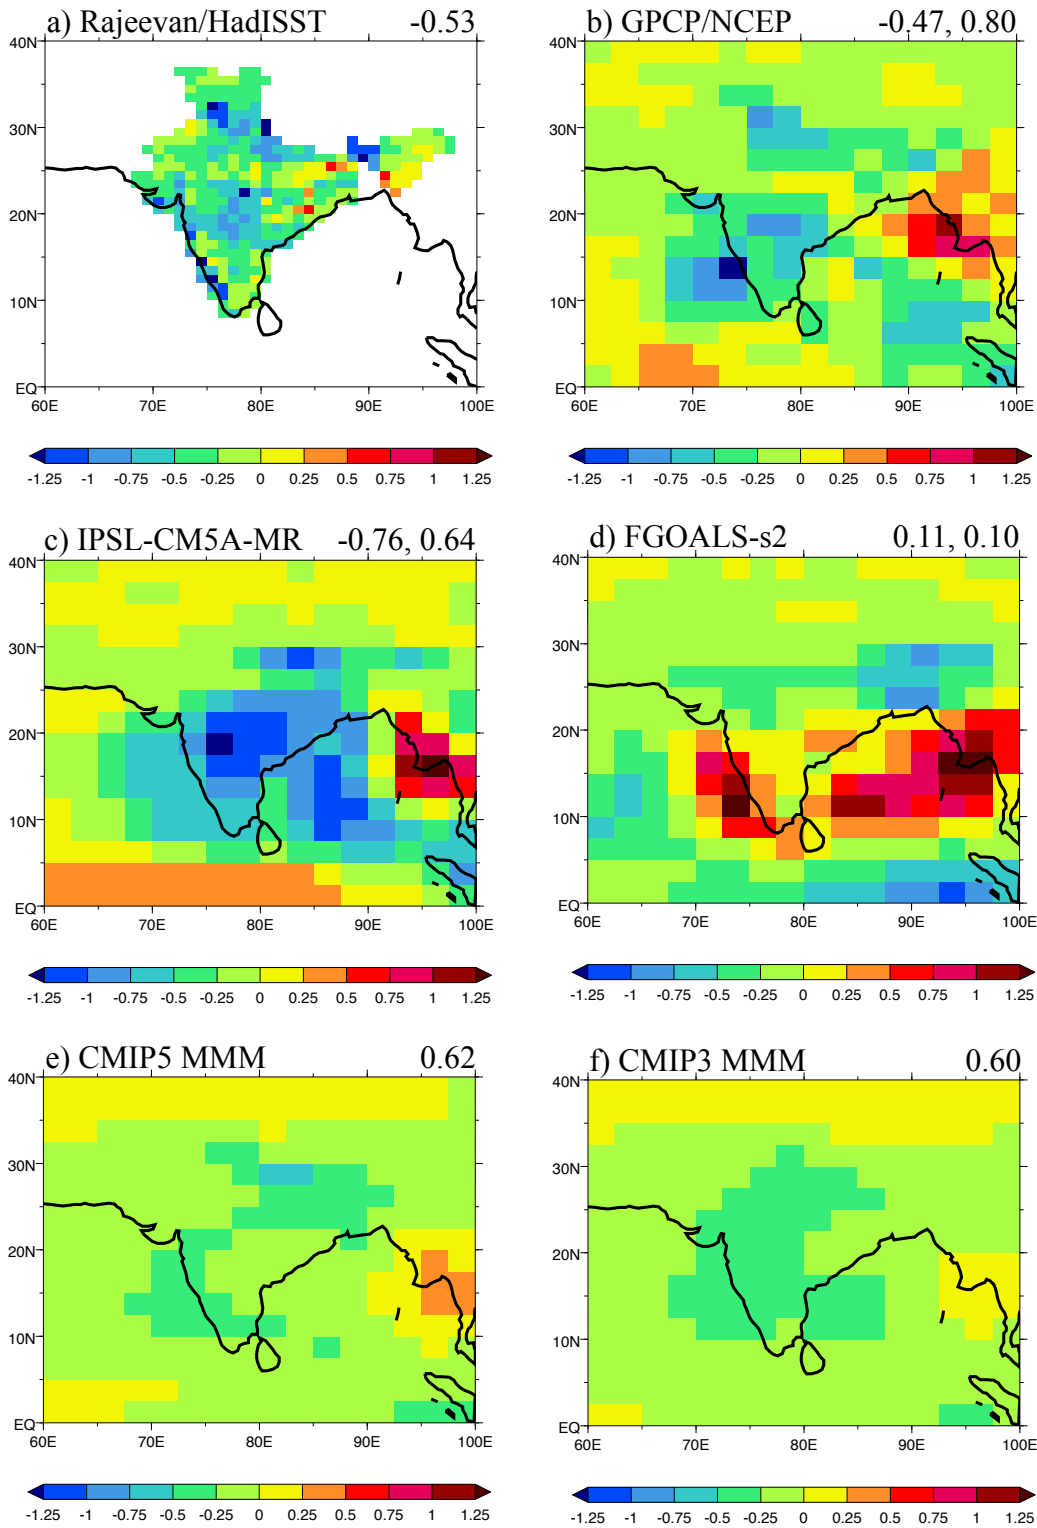 a) Rajeevan/HadISST -0.53
40N
30N
20N
10N
EQ
60E 70E 80E 90E 100E
-1.25 -1 -0.75 -0.5 -0.25 0 0.25 0.5 0.75 1 1.25
b) GPCP/NCEP -0.47, 0.80
40N
30N
20N
10N
EQ
60E 70E 80E 90E 100E
-1.25 -1 -0.75 -0.5 -0.25 0 0.25 0.5 0.75 1 1.25
c) IPSL-CM5A-MR -0.76, 0.64
40N
30N
20N
10N
EQ
60E 70E 80E 90E 100E
-1.25 -1 -0.75 -0.5 -0.25 0 0.25 0.5 0.75 1 1.25
d) FGOALS-s2 0.11, 0.10
40N
30N
20N
10N
EQ
60E 70E 80E 90E 100E
-1.25 -1 -0.75 -0.5 -0.25 0 0.25 0.5 0.75 1 1.25
e) CMIP5 MMM 0.62
40N
30N
20N
10N
EQ
60E 70E 80E 90E 100E
-1.25 -1 -0.75 -0.5 -0.25 0 0.25 0.5 0.75 1 1.25
f) CMIP3 MMM 0.60
40N
30N
20N
10N
EQ
60E 70E 80E 90E 100E
-1.25 -1 -0.75 -0.5 -0.25 0 0.25 0.5 0.75 1 1.25